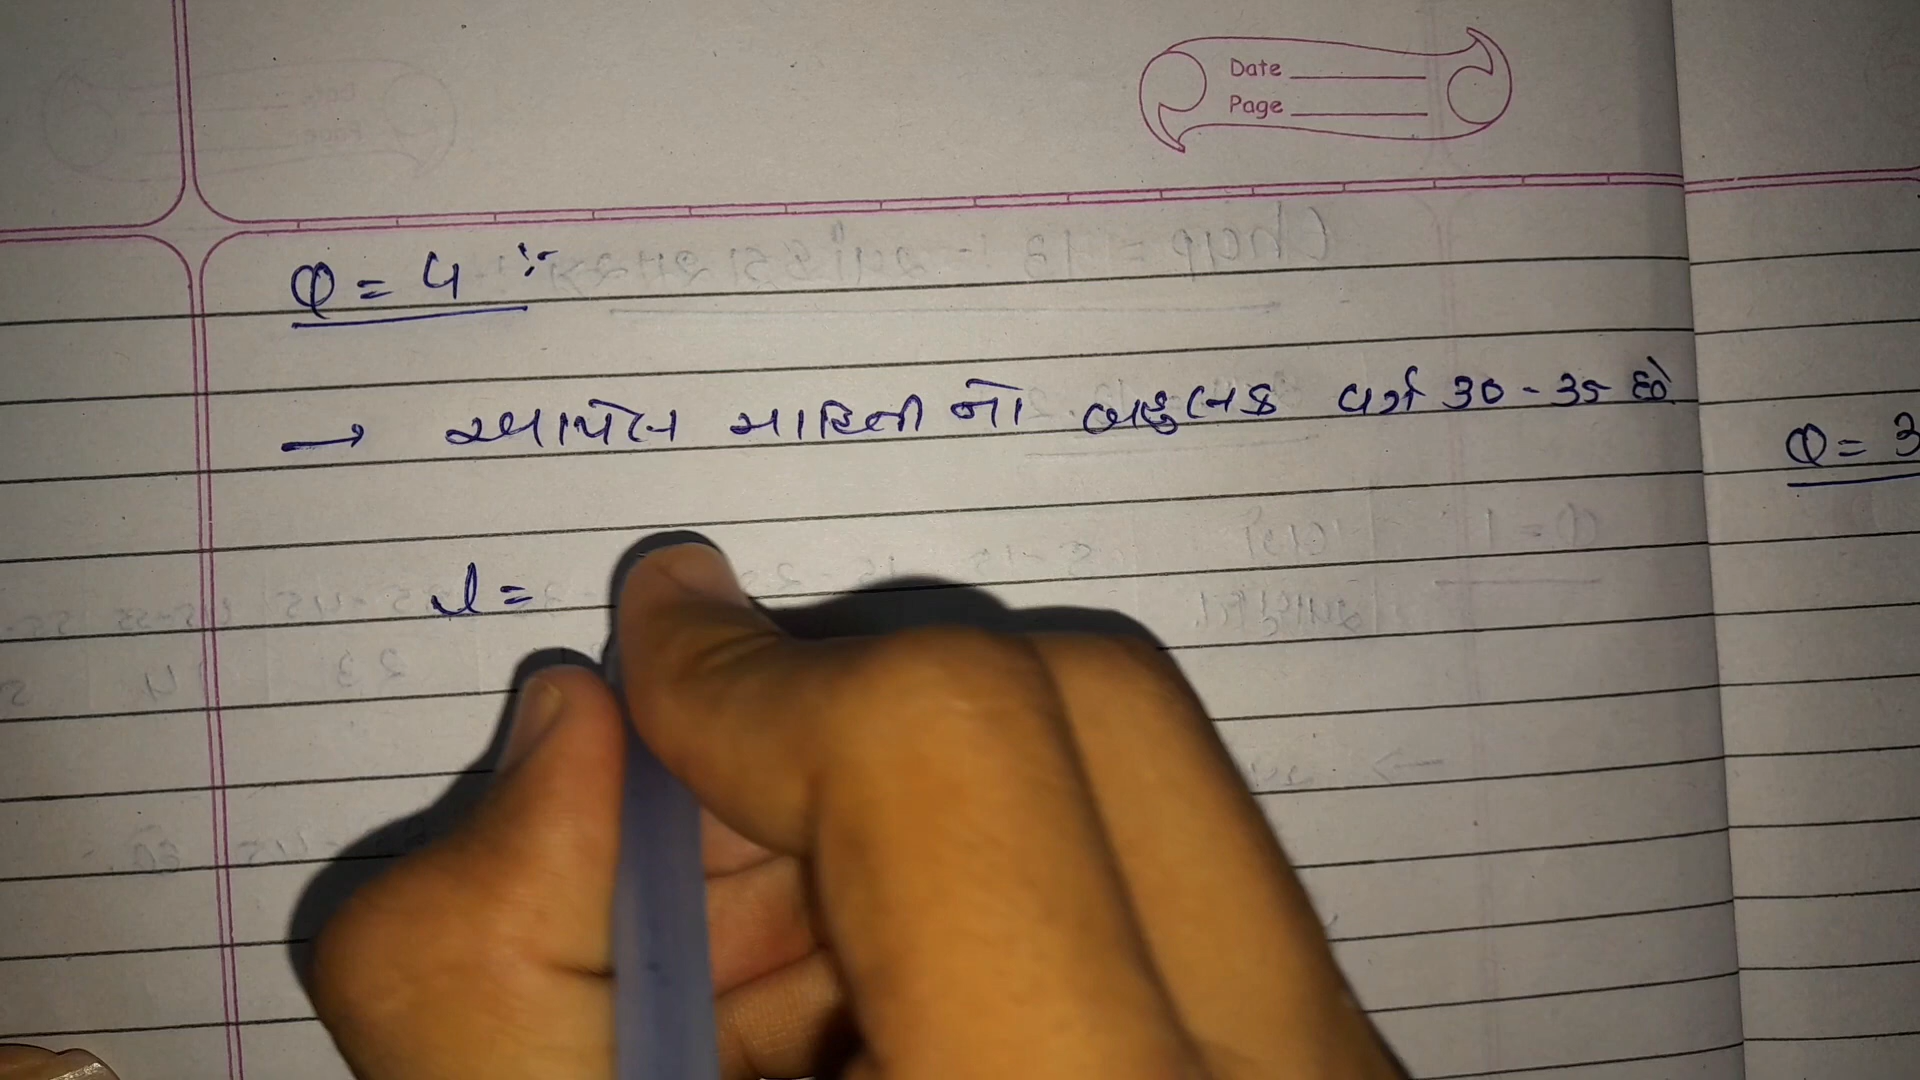 Date
Page
Q = 4 :-
→ આપેલ માહિતીનો બહુલક વર્ગ 30 - 35 છે
l =
Q = 3